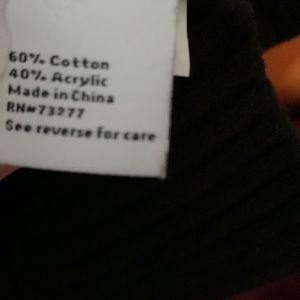 60% Cotton
40% Acrylic
Made in China
RN#73277
See reverse for care